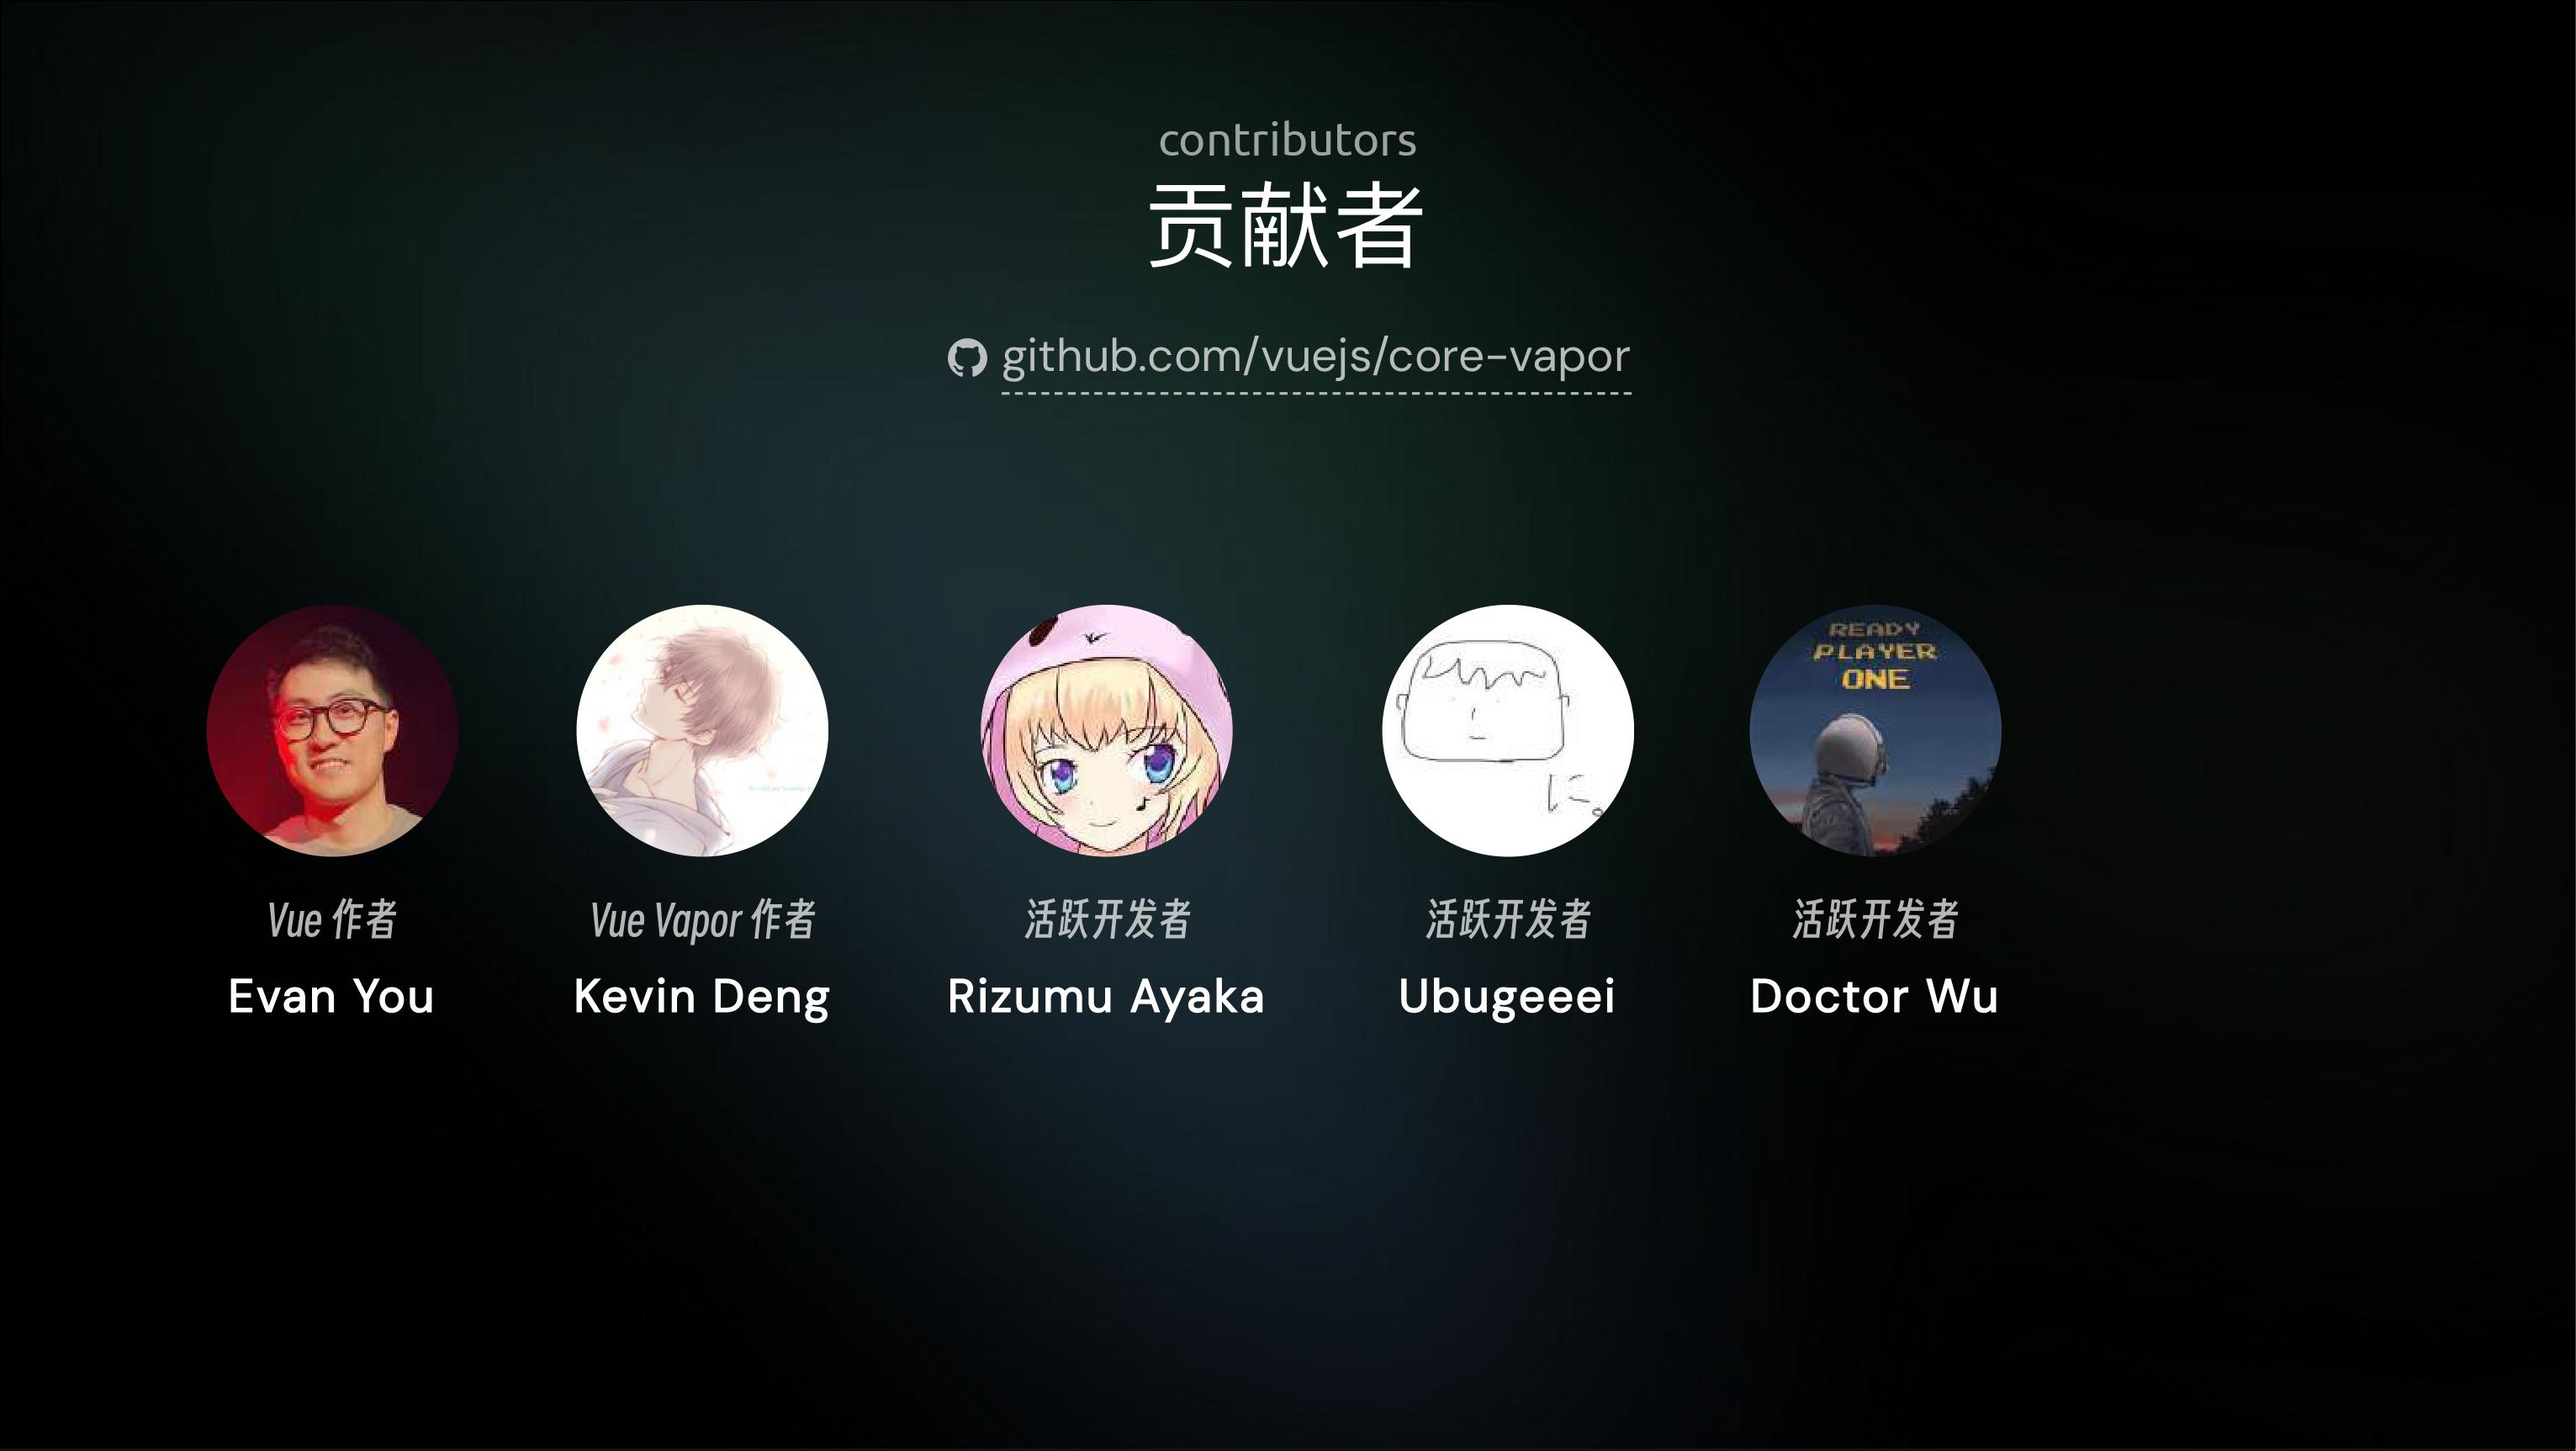 contributors
贡献者
github.com/vuejs/core-vapor
READY
PLAYER
ONE
Vue 作者
Evan You
Vue Vapor 作者
Kevin Deng
活跃开发者
Rizumu Ayaka
活跃开发者
Ubugeeei
活跃开发者
Doctor Wu